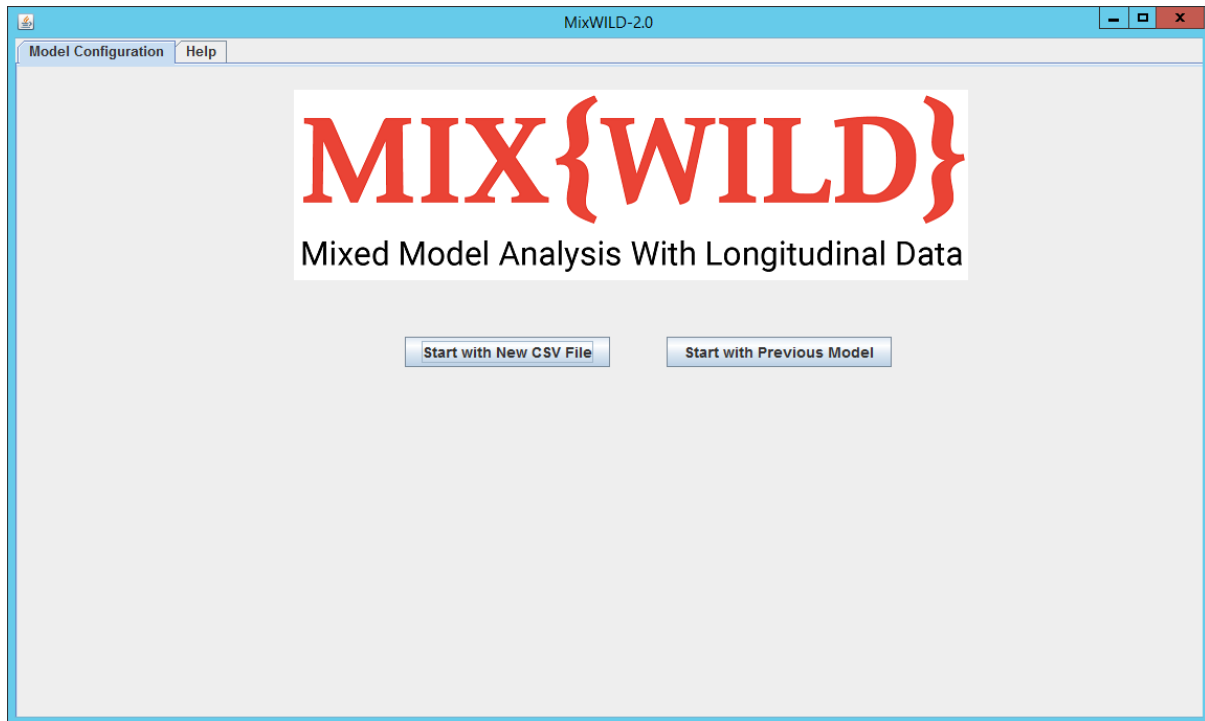 MixWILD-2.0
Model Configuration Help
MIX{WILD}
Mixed Model Analysis With Longitudinal Data
Start with New CSV File Start with Previous Model